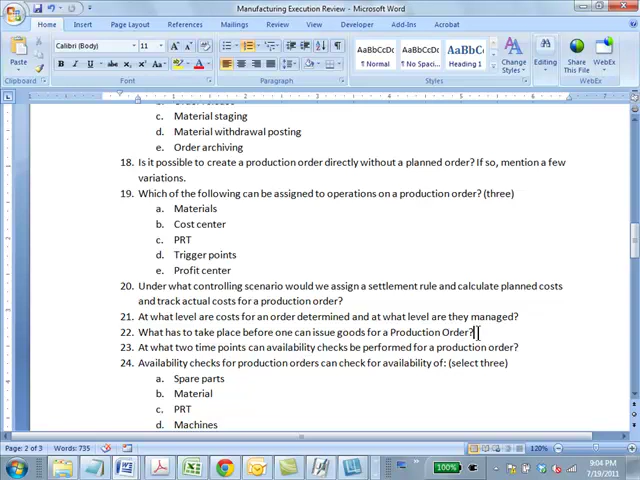 Manufacturing Execution Review - Microsoft Word
Home Insert Page Layout References Mailings Review View Add-Ins Acrobat
Calibri (Body) 11
AaBbCcDc AaBbCcDc AaBbC
Paste ¶ Normal ¶ No Spaci... Heading 1 Change Styles Editing Share This File WebEx
Clipboard Font Paragraph Styles WebEx
c. Material staging
d. Material withdrawal posting
e. Order archiving
18. Is it possible to create a production order directly without a planned order? If so, mention a few
variations.
19. Which of the following can be assigned to operations on a production order? (three)
a. Materials
b. Cost center
c. PRT
d. Trigger points
e. Profit center
20. Under what controlling scenario would we assign a settlement rule and calculate planned costs
and track actual costs for a production order?
21. At what level are costs for an order determined and at what level are they managed?
22. What has to take place before one can issue goods for a Production Order?
23. At what two time points can availability checks be performed for a production order?
24. Availability checks for production orders can check for availability of: (select three)
a. Spare parts
b. Material
c. PRT
d. Machines
Page: 2 of 3 Words: 735 120%
100% 9:04 PM
7/19/2011